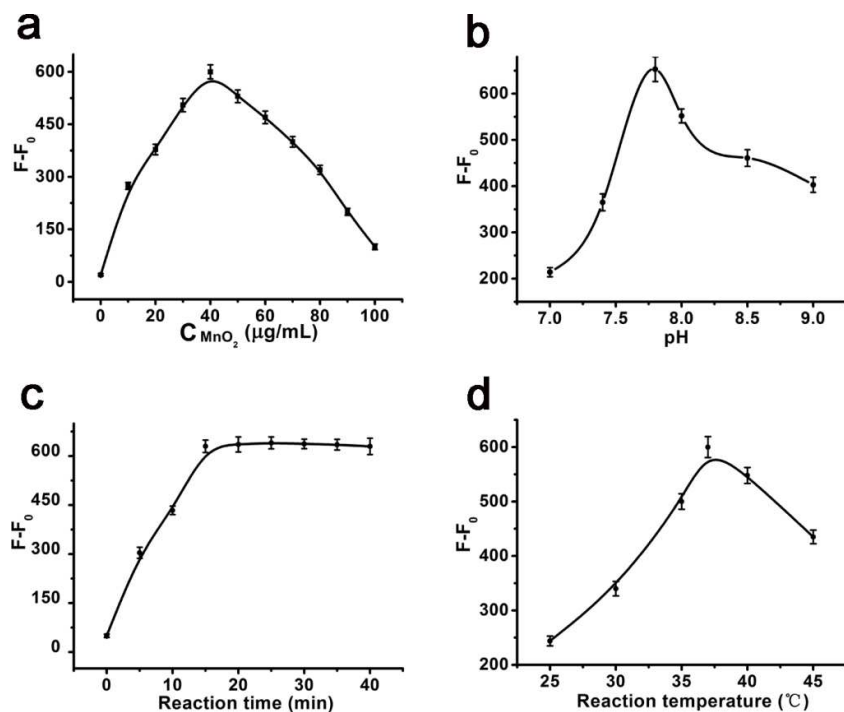 a
600
450
300
150
0
F-F0
0 20 40 60 80 100
C MnO2 (μg/mL)
b
600
500
400
300
200
F-F0
7.0 7.5 8.0 8.5 9.0
pH
c
600
450
300
150
0
F-F0
0 10 20 30 40
Reaction time (min)
d
600
500
400
300
200
F-F0
25 30 35 40 45
Reaction temperature (℃)